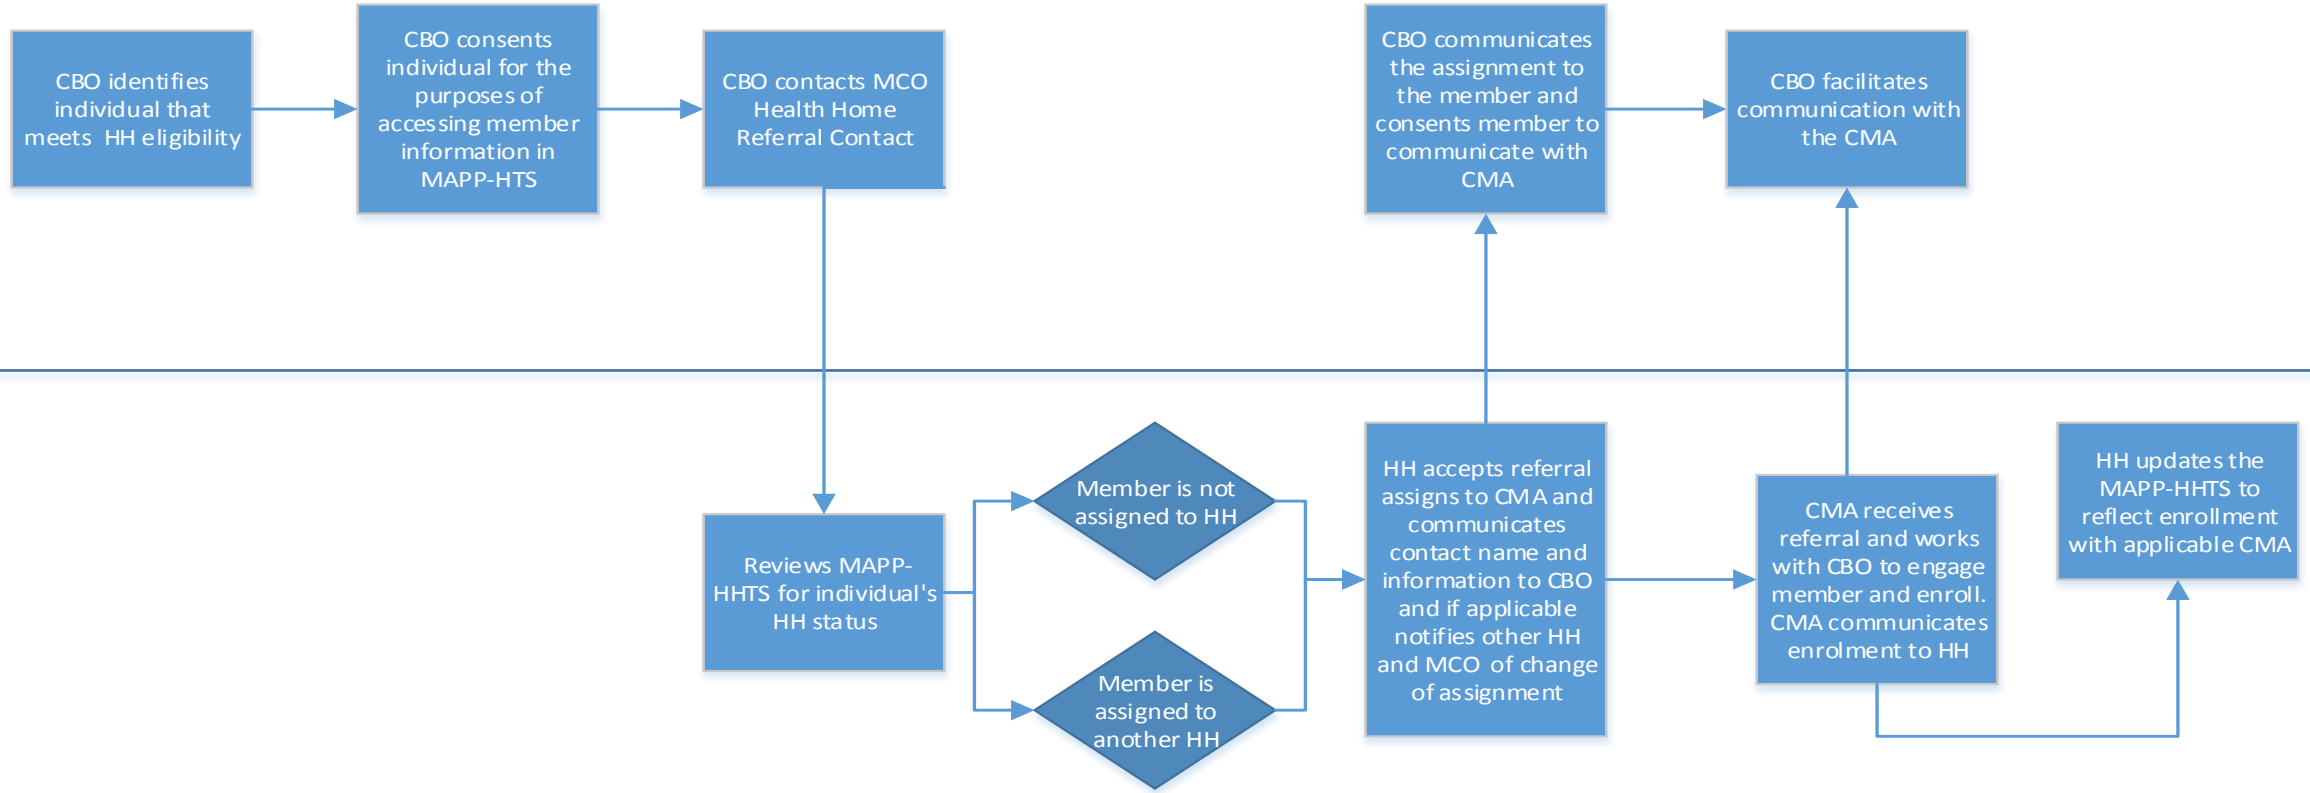 CBO identifies
individual that
meets HH eligibility
CBO consents
individual for the
purposes of
accessing member
information in
MAPP-HTS
CBO contacts MCO
Health Home
Referral Contact
CBO communicates
the assignment to
the member and
consents member to
communicate with
CMA
CBO facilitates
communication with
the CMA
Reviews MAPP-
HHTS for individual's
HH status
Member is not
assigned to HH
Member is
assigned to
another HH
HH accepts referral
assigns to CMA and
communicates
contact name and
information to CBO
and if applicable
notifies other HH
and MCO of change
of assignment
CMA receives
referral and works
with CBO to engage
member and enroll.
CMA communicates
enrolment to HH
HH updates the
MAPP-HHTS to
reflect enrollment
with applicable CMA